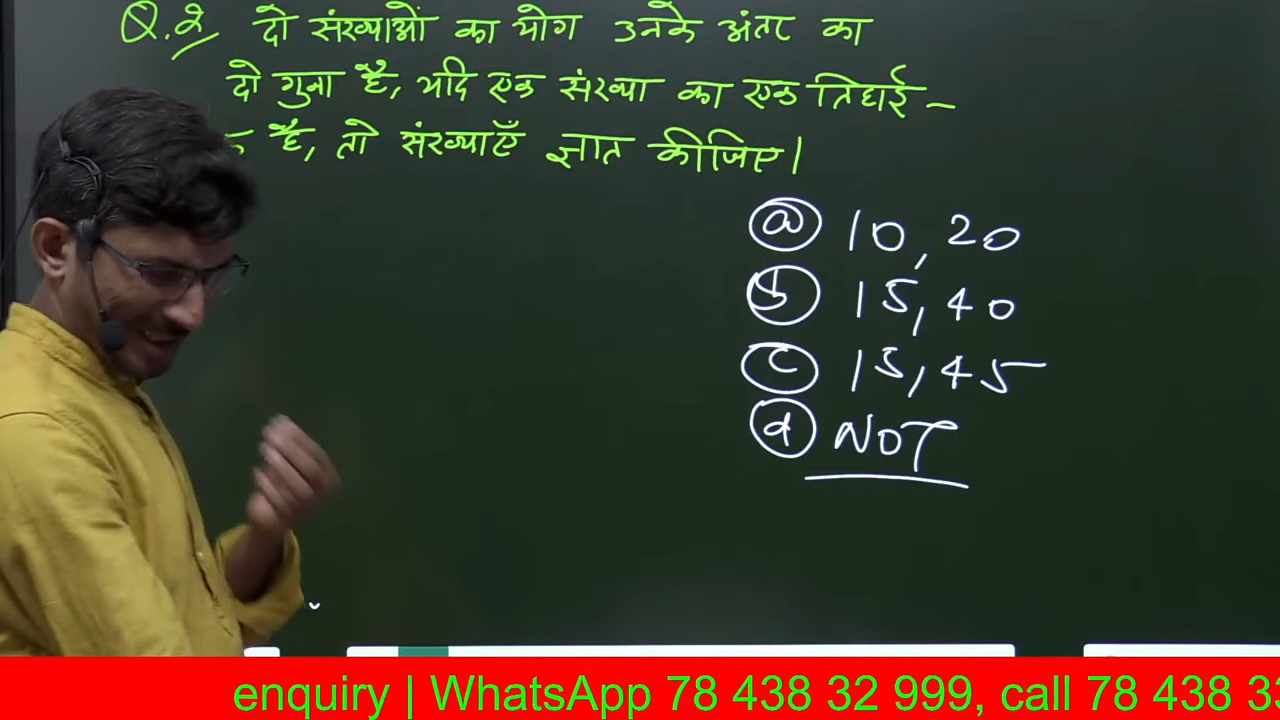 Q.2 दो संख्याओं का योग उनके अंतर का
दो गुना है, यदि एक संख्या का एक तिहाई -
है, तो संख्याएँ ज्ञात कीजिए।
(a) 10, 20
(b) 15, 40
(c) 15, 45
(d) NOT
enquiry | WhatsApp 78 438 32 999, call 78 438 3